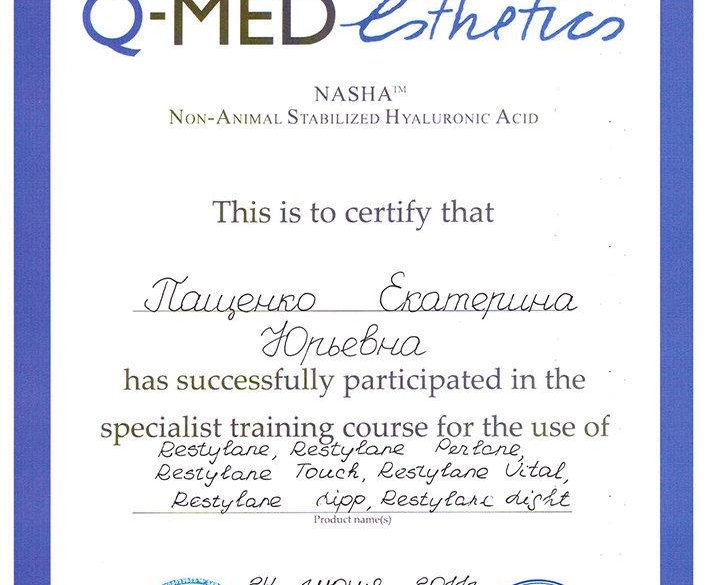 Q-MED Esthetics
NASHA™
NON-ANIMAL STABILIZED HYALURONIC ACID
This is to certify that
Пащенко Екатерина
Юрьевна
has successfully participated in the
specialist training course for the use of
Restylane, Restylane Perlane,
Restylane Touch, Restylane Vital,
Restylane Lipp, Restylane Light
Product name(s)
2011г